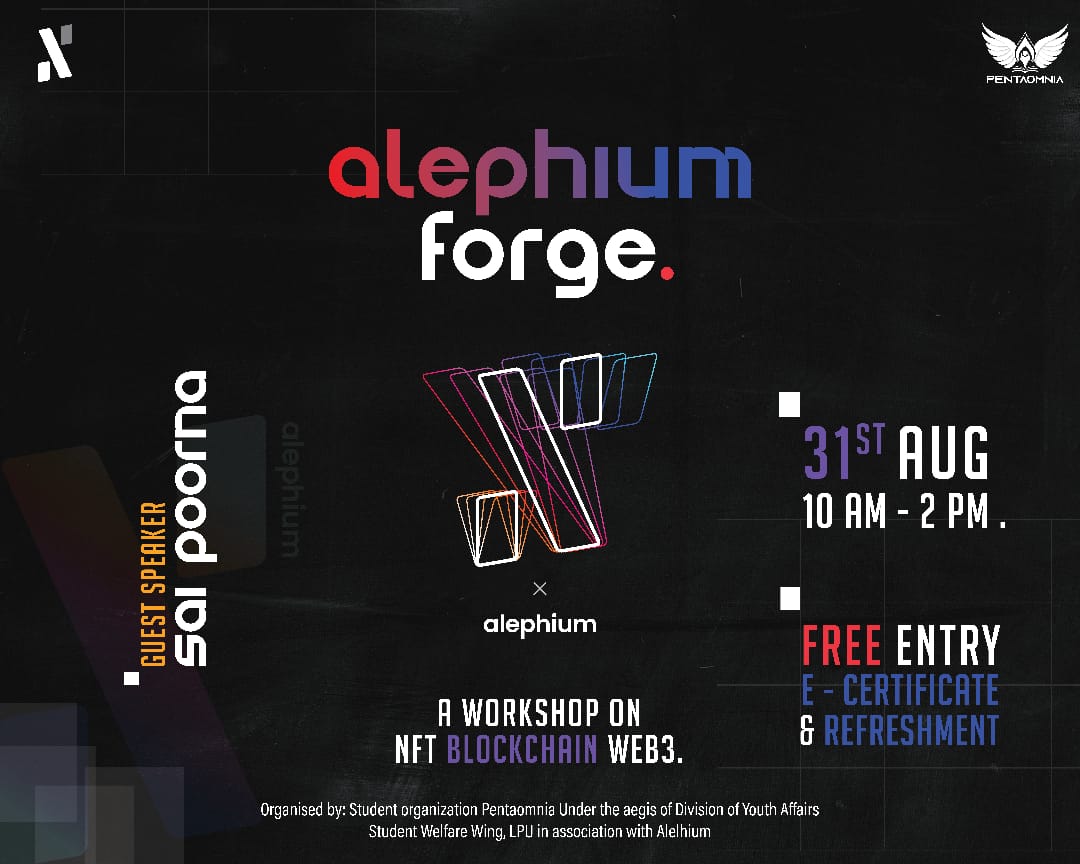 PENTAOMNIA
alephium
forge.
GUEST SPEAKER
sai poorna
alephium
31ST AUG
10 AM - 2 PM .
×
alephium
FREE ENTRY
E - CERTIFICATE
& REFRESHMENT
A WORKSHOP ON
NFT BLOCKCHAIN WEB3.
Organised by: Student organization Pentaomnia Under the aegis of Division of Youth Affairs
Student Welfare Wing, LPU in association with Alelhium